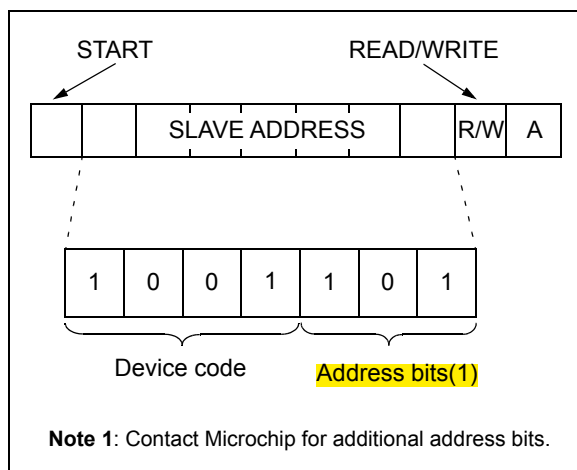 START READ/WRITE
SLAVE ADDRESS R/W A
1 0 0 1 1 0 1
Device code Address bits(1)
Note 1: Contact Microchip for additional address bits.